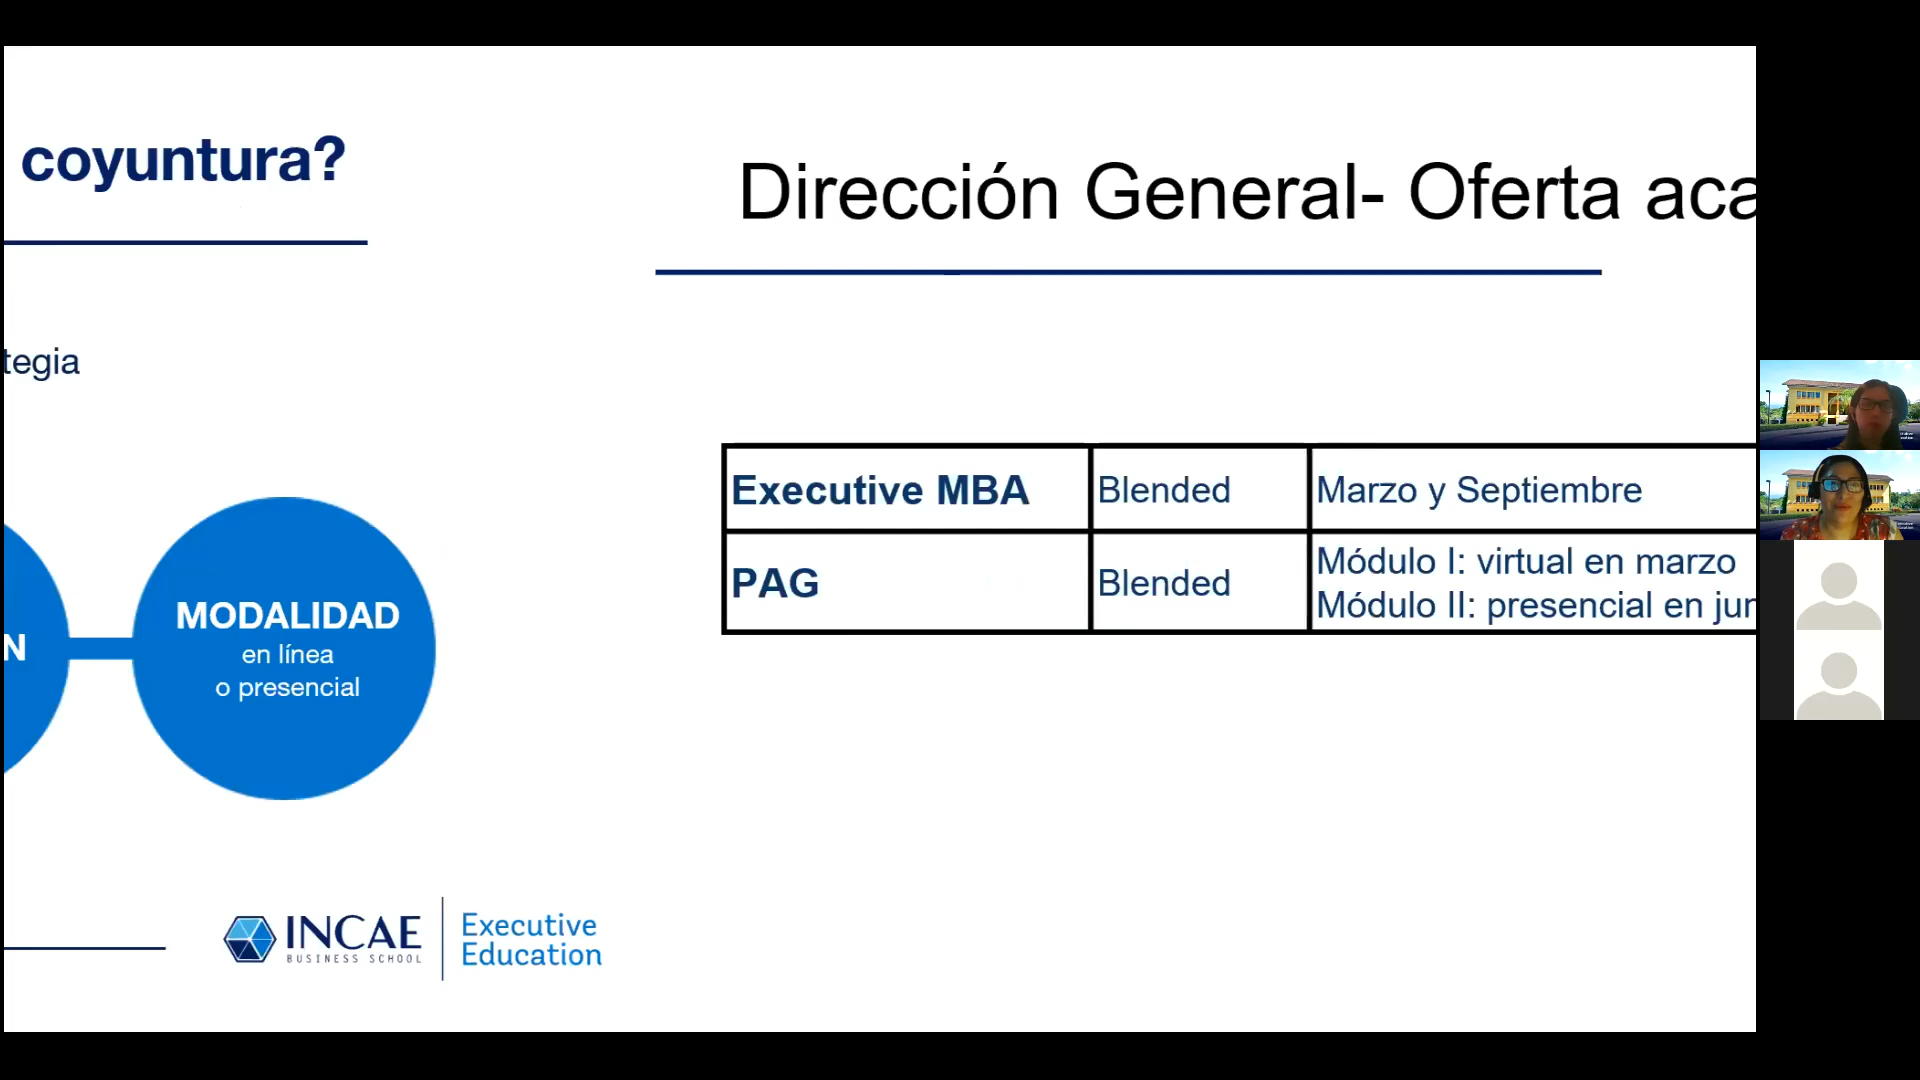 coyuntura?
tegia
N
MODALIDAD
en línea
o presencial
INCAE
BUSINESS SCHOOL
Executive
Education
Dirección General- Oferta aca
Executive MBA
Blended
Marzo y Septiembre
PAG
Blended
Módulo I: virtual en marzo
Módulo II: presencial en jun